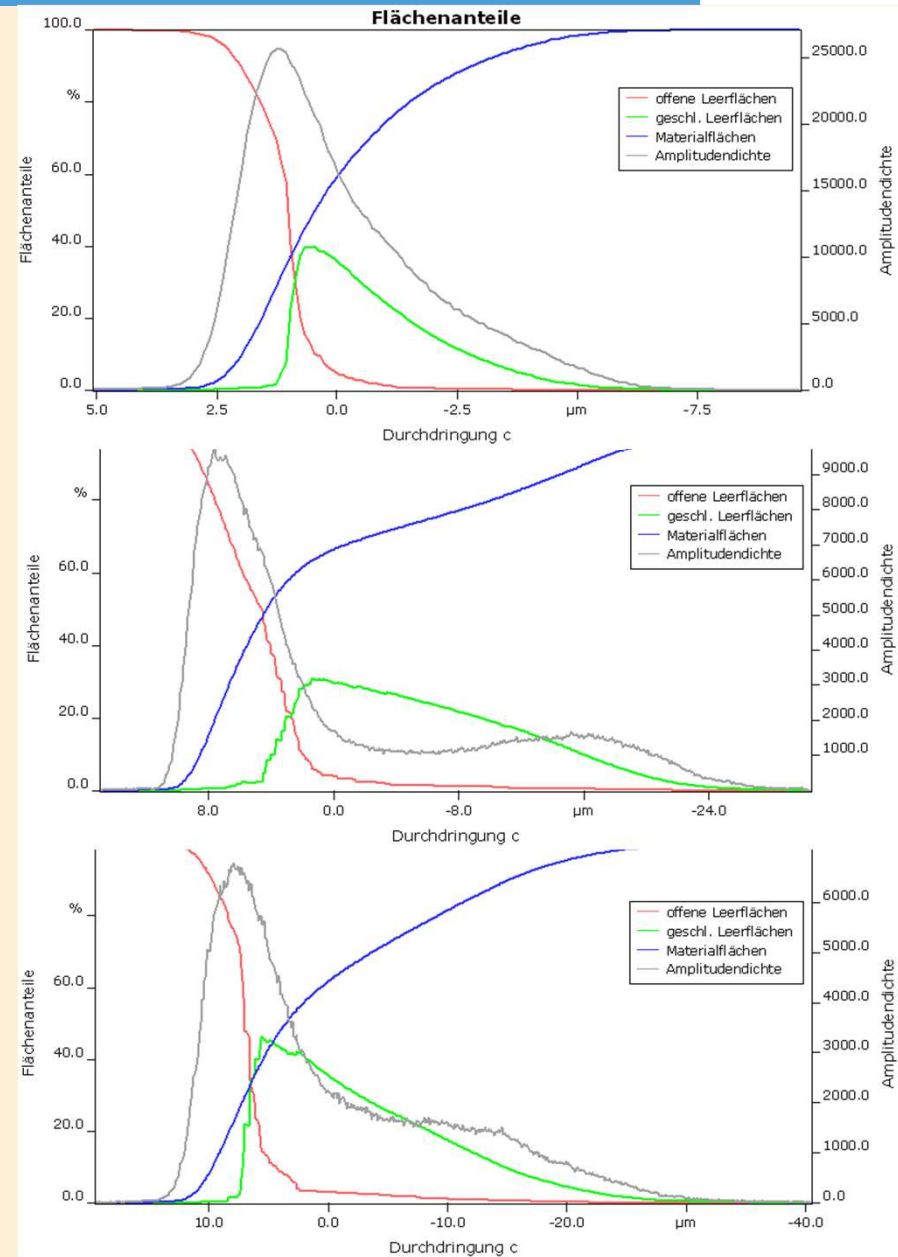 Flächenanteile
100.0
%
60.0
40.0
20.0
0.0
Flächenanteile
25000.0
20000.0
15000.0
10000.0
5000.0
0.0
Amplitudendichte
offene Leerflächen
geschl. Leerflächen
Materialflächen
Amplitudendichte
5.0 2.5 0.0 -2.5 µm -7.5
Durchdringung c
%
60.0
40.0
20.0
0.0
Flächenanteile
9000.0
8000.0
7000.0
6000.0
5000.0
4000.0
3000.0
2000.0
1000.0
Amplitudendichte
offene Leerflächen
geschl. Leerflächen
Materialflächen
Amplitudendichte
8.0 0.0 -8.0 µm -24.0
Durchdringung c
%
60.0
40.0
20.0
0.0
Flächenanteile
6000.0
5000.0
4000.0
3000.0
2000.0
1000.0
0.0
Amplitudendichte
offene Leerflächen
geschl. Leerflächen
Materialflächen
Amplitudendichte
10.0 0.0 -10.0 -20.0 µm -40.0
Durchdringung c